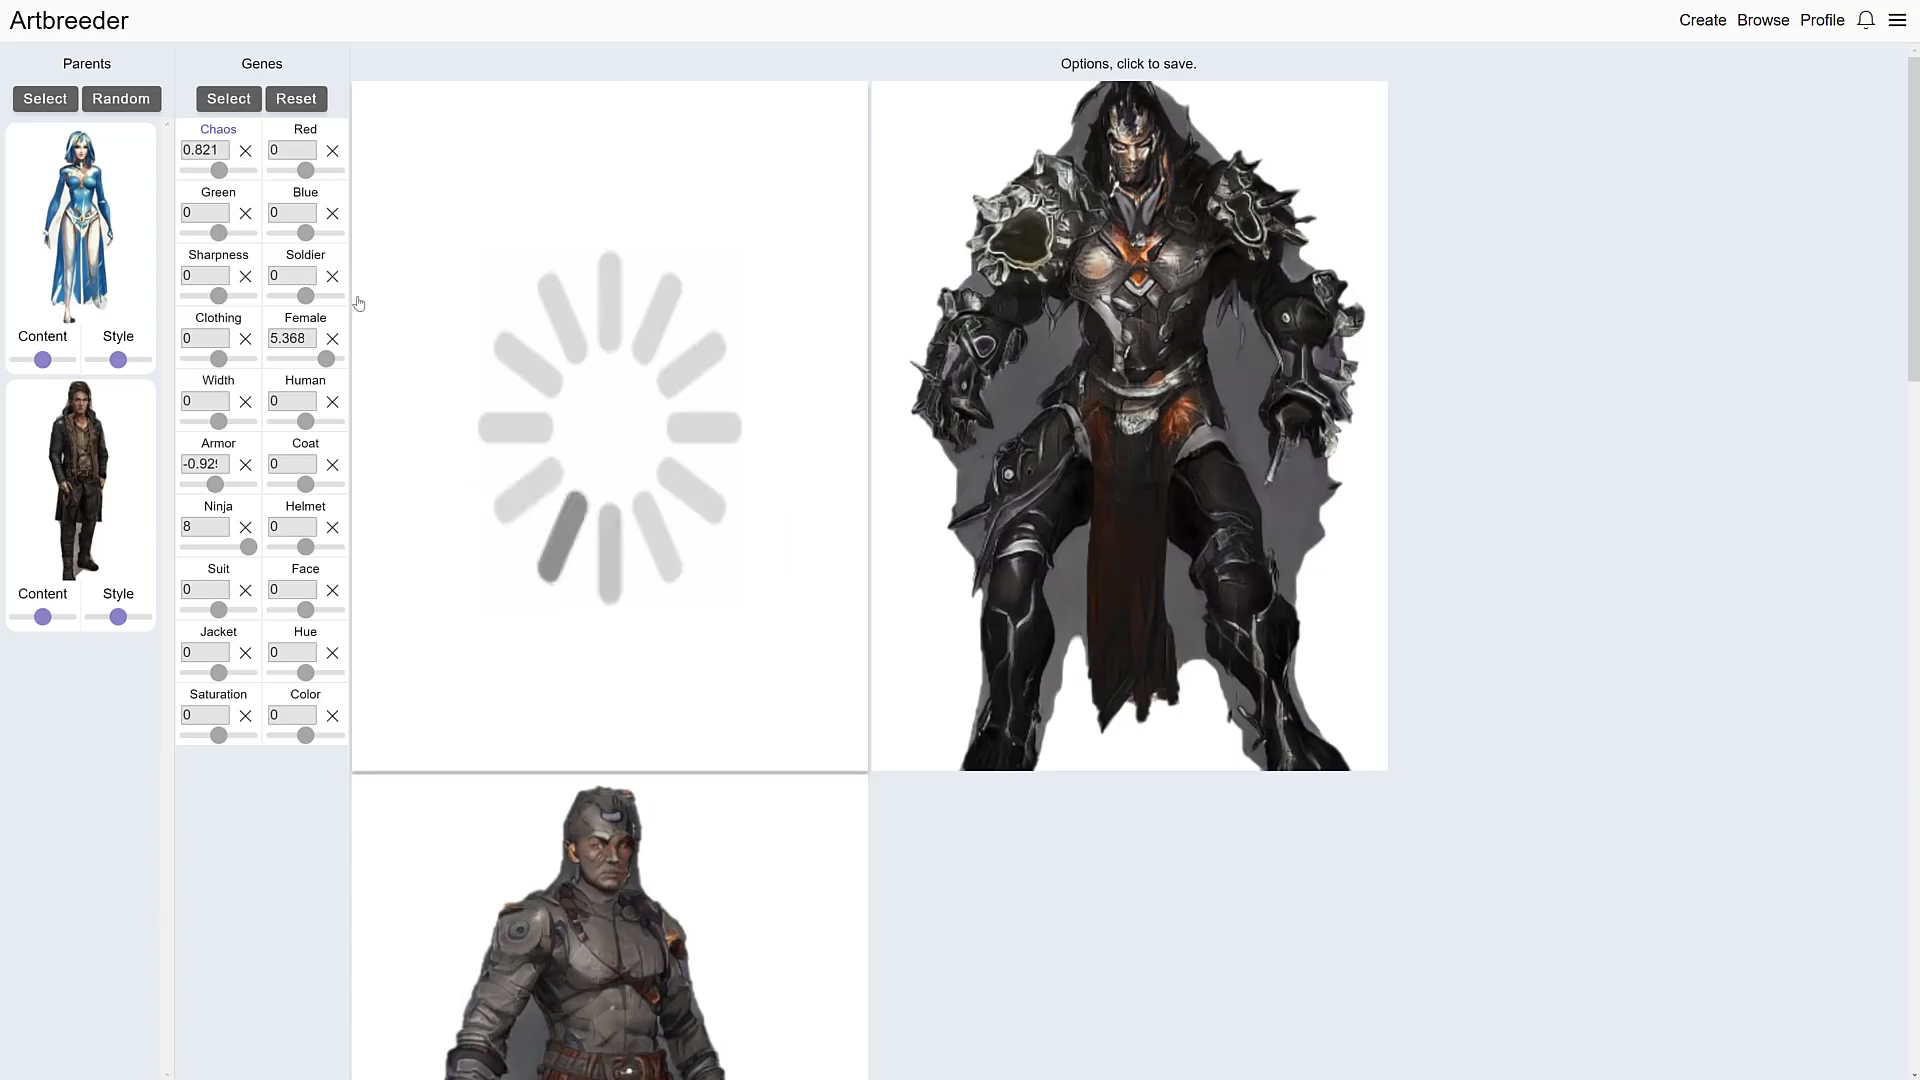 Artbreeder
Create Browse Profile
Parents
Select Random
Content Style
Content Style
Genes
Select Reset
Chaos Red
0.821 0
Green Blue
0 0
Sharpness Soldier
0 0
Clothing Female
0 5.368
Width Human
0 0
Armor Coat
-0.92 0
Ninja Helmet
8 0
Suit Face
0 0
Jacket Hue
0 0
Saturation Color
0 0
Options, click to save.